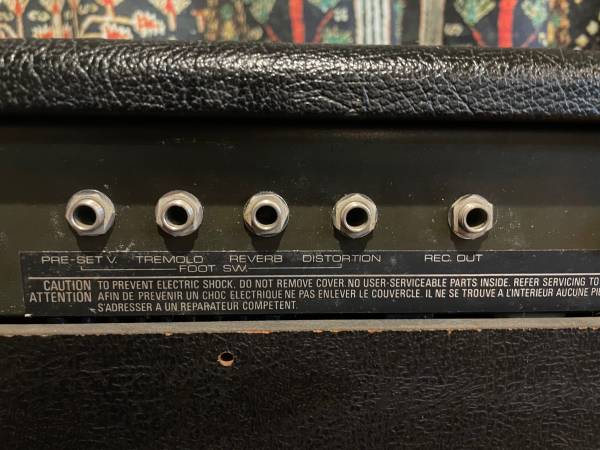 PRE-SET V. TREMOLO REVERB DISTORTION REC. OUT
FOOT SW.
CAUTION TO PREVENT ELECTRIC SHOCK. DO NOT REMOVE COVER. NO USER-SERVICEABLE PARTS INSIDE. REFER SERVICING TO
ATTENTION AFIN DE PREVENIR UN CHOC ELECTRIQUE NE PAS ENLEVER LE COUVERCLE. IL NE SE TROUVE A L'INTERIEUR AUCUNE
S'ADRESSER A UN REPARATEUR COMPETENT.